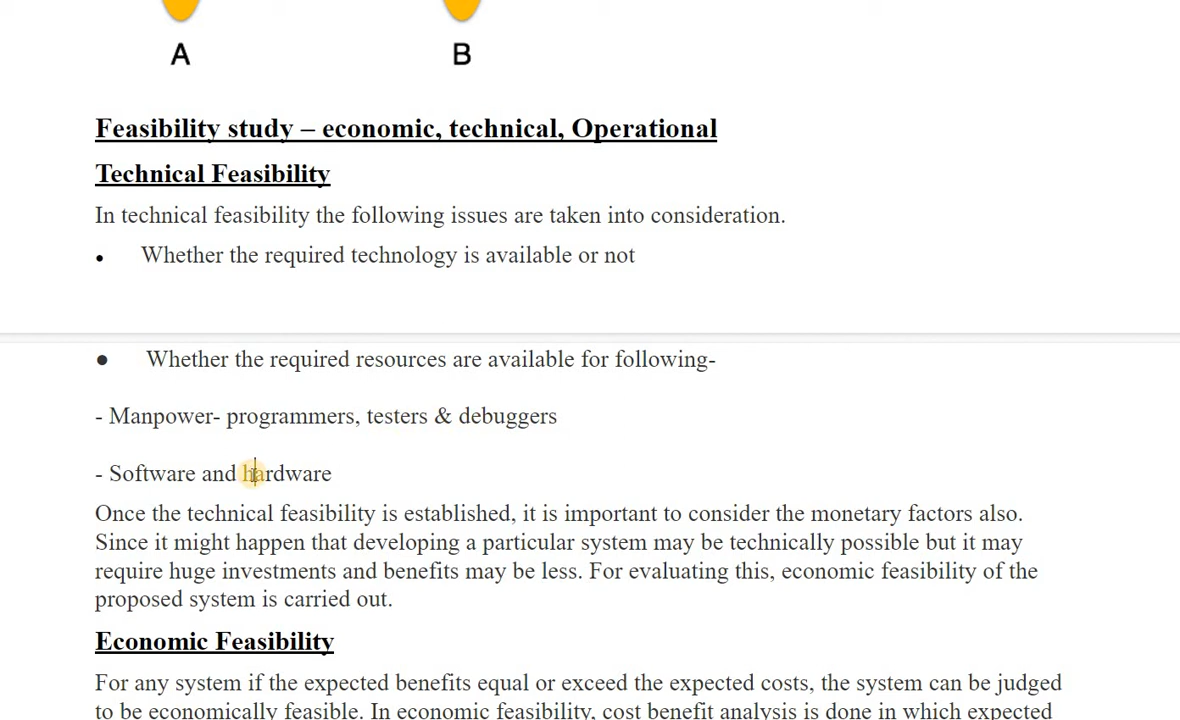 A B
Feasibility study – economic, technical, Operational
Technical Feasibility
In technical feasibility the following issues are taken into consideration.
• Whether the required technology is available or not
● Whether the required resources are available for following-
- Manpower- programmers, testers & debuggers
- Software and hardware
Once the technical feasibility is established, it is important to consider the monetary factors also.
Since it might happen that developing a particular system may be technically possible but it may
require huge investments and benefits may be less. For evaluating this, economic feasibility of the
proposed system is carried out.
Economic Feasibility
For any system if the expected benefits equal or exceed the expected costs, the system can be judged
to be economically feasible. In economic feasibility, cost benefit analysis is done in which expected